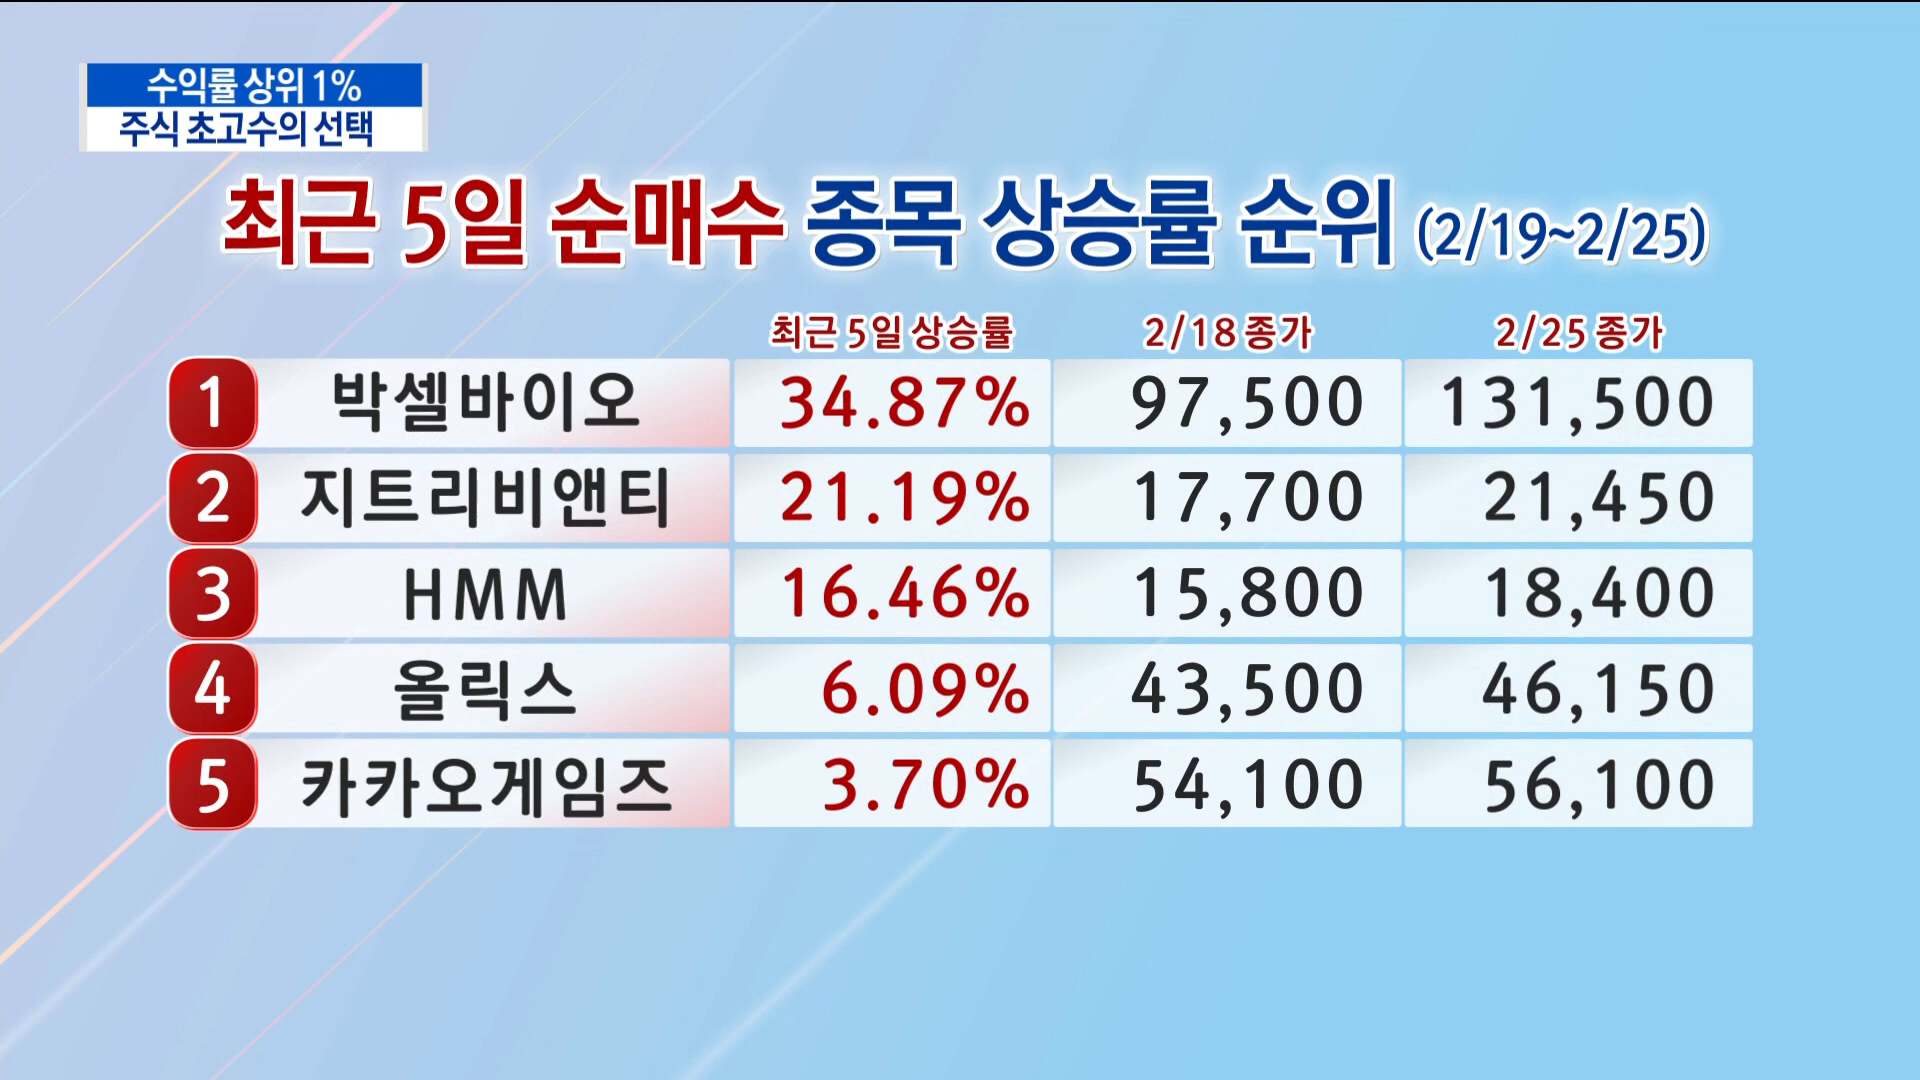 수익률 상위 1%
주식 초고수의 선택
최근 5일 순매수 종목 상승률 순위 (2/19~2/25)
최근 5일 상승률 2/18 종가 2/25 종가
1 박셀바이오 34.87% 97,500 131,500
2 지트리비앤티 21.19% 17,700 21,450
3 HMM 16.46% 15,800 18,400
4 올릭스 6.09% 43,500 46,150
5 카카오게임즈 3.70% 54,100 56,100